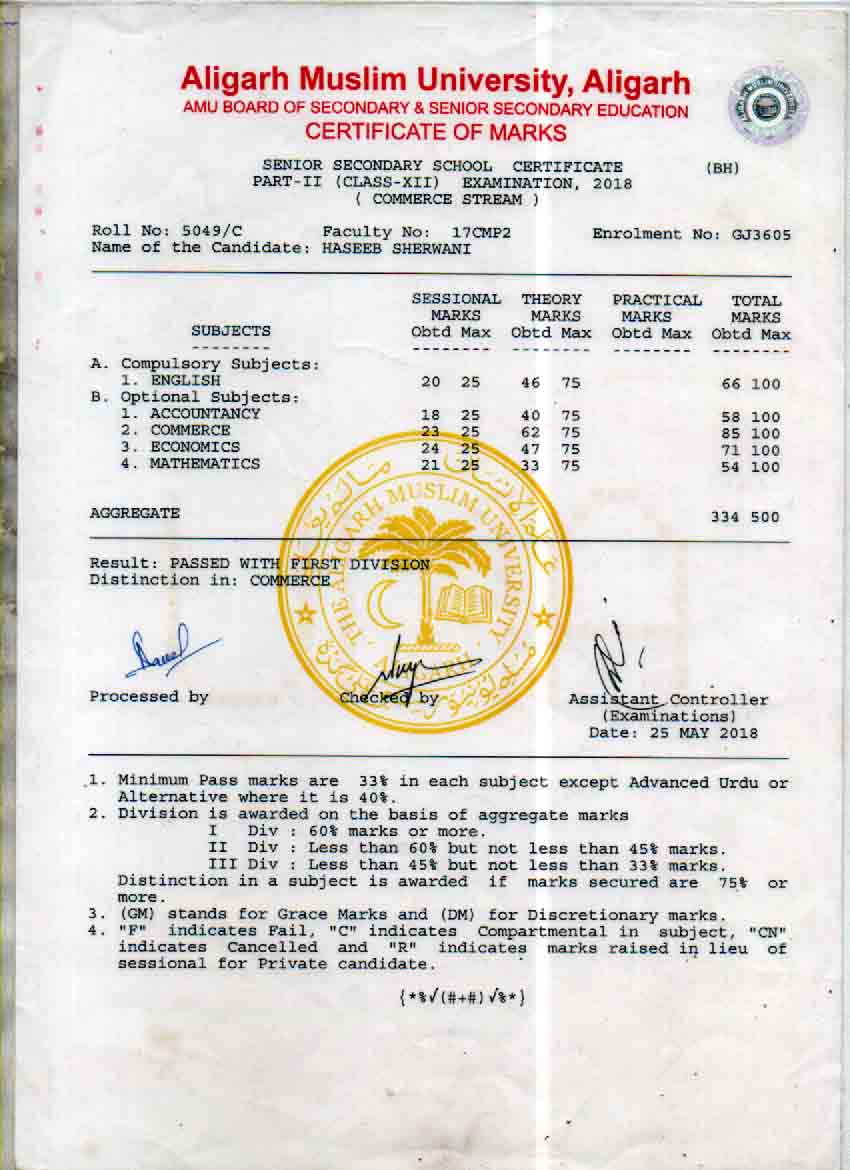 Aligarh Muslim University, Aligarh
AMU BOARD OF SECONDARY & SENIOR SECONDARY EDUCATION
CERTIFICATE OF MARKS
SENIOR SECONDARY SCHOOL CERTIFICATE (BH)
PART-II (CLASS-XII) EXAMINATION, 2018
( COMMERCE STREAM )
Roll No: 5049/C Faculty No: 17CMP2 Enrolment No: GJ3605
Name of the Candidate: HASEEB SHERWANI
SESSIONAL THEORY PRACTICAL TOTAL
MARKS MARKS MARKS MARKS
SUBJECTS Obtd Max Obtd Max Obtd Max Obtd Max
A. Compulsory Subjects:
1. ENGLISH 20 25 46 75 66 100
B. Optional Subjects:
1. ACCOUNTANCY 18 25 40 75 58 100
2. COMMERCE 23 25 62 75 85 100
3. ECONOMICS 24 25 47 75 71 100
4. MATHEMATICS 21 25 33 75 54 100
AGGREGATE 334 500
THE ALIGARH MUSLIM UNIVERSITY
ALIGARH
Result: PASSED WITH FIRST DIVISION
Distinction in: COMMERCE
Processed by Checked by Assistant Controller
(Examinations)
Date: 25 MAY 2018
1. Minimum Pass marks are 33% in each subject except Advanced Urdu or
Alternative where it is 40%.
2. Division is awarded on the basis of aggregate marks
I Div : 60% marks or more.
II Div : Less than 60% but not less than 45% marks.
III Div : Less than 45% but not less than 33% marks.
Distinction in a subject is awarded if marks secured are 75% or
more.
3. (GM) stands for Grace Marks and (DM) for Discretionary marks.
4. "F" indicates Fail, "C" indicates Compartmental in subject, "CN"
indicates Cancelled and "R" indicates marks raised in lieu of
sessional for Private candidate.
{*%√(#+#)√%*}